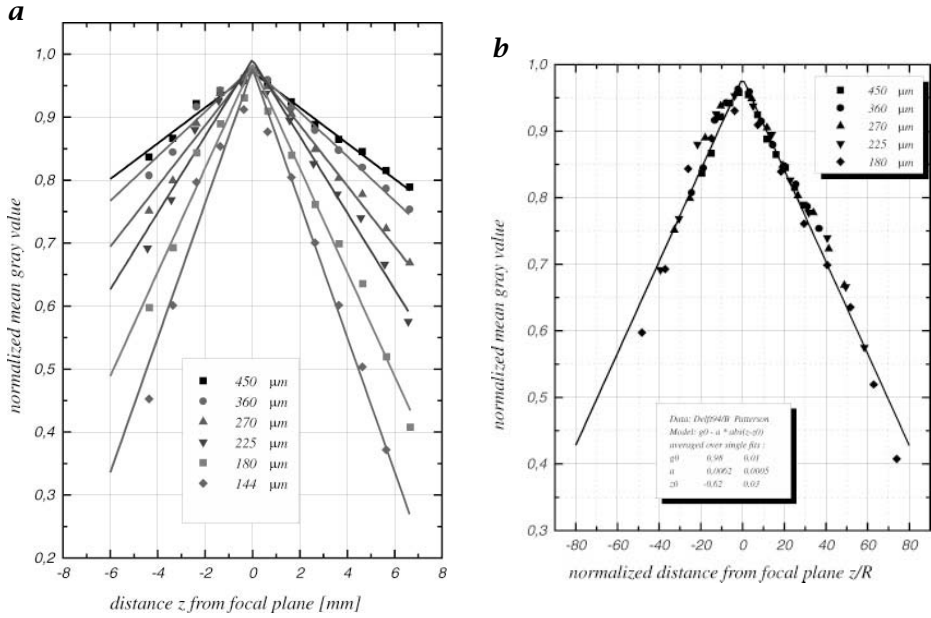 a
1,0
0,9
0,8
0,7
0,6
0,5
0,4
0,3
0,2
-8 -6 -4 -2 0 2 4 6 8
normalized mean gray value
distance z from focal plane [mm]
450 µm
360 µm
270 µm
225 µm
180 µm
144 µm
b
1,0
0,9
0,8
0,7
0,6
0,5
0,4
0,3
-80 -60 -40 -20 0 20 40 60 80
normalized mean gray value
normalized distance from focal plane z/R
450 µm
360 µm
270 µm
225 µm
180 µm
Data: Delft94/B Patterson
Model: g0 - a * abs(z-z0)
averaged over single fits :
g0 0,98 0,01
a 0,0062 0,0005
z0 -0,62 0,03